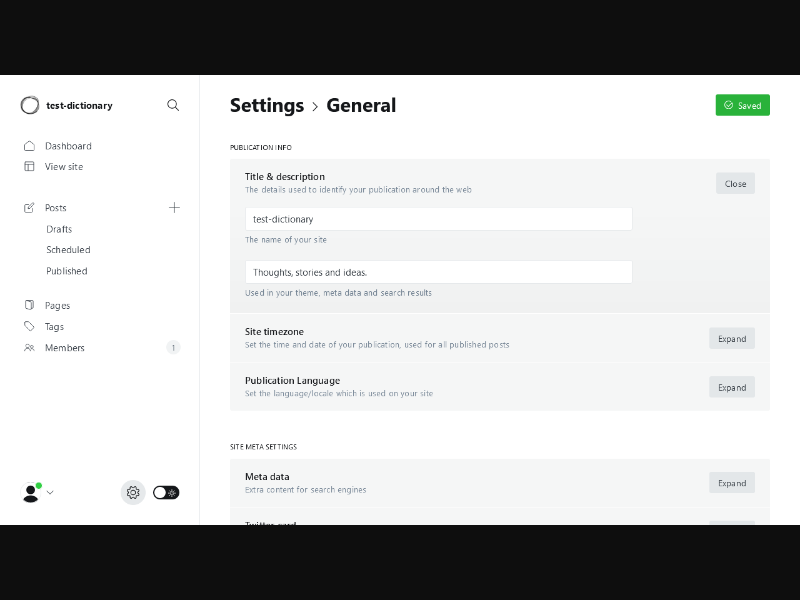 test-dictionary
Dashboard
View site
Posts
Drafts
Scheduled
Published
Pages
Tags
Members
1
Settings
General
Saved
PUBLICATION INFO
Title & description
The details used to identify your publication around the web
Close
test-dictionary
The name of your site
Thoughts, stories and ideas.
Used in your theme, meta data and search results
Site timezone
Set the time and date of your publication, used for all published posts
Expand
Publication Language
Set the language/locale which is used on your site
Expand
SITE META SETTINGS
Meta data
Extra content for search engines
Expand
Twitter card